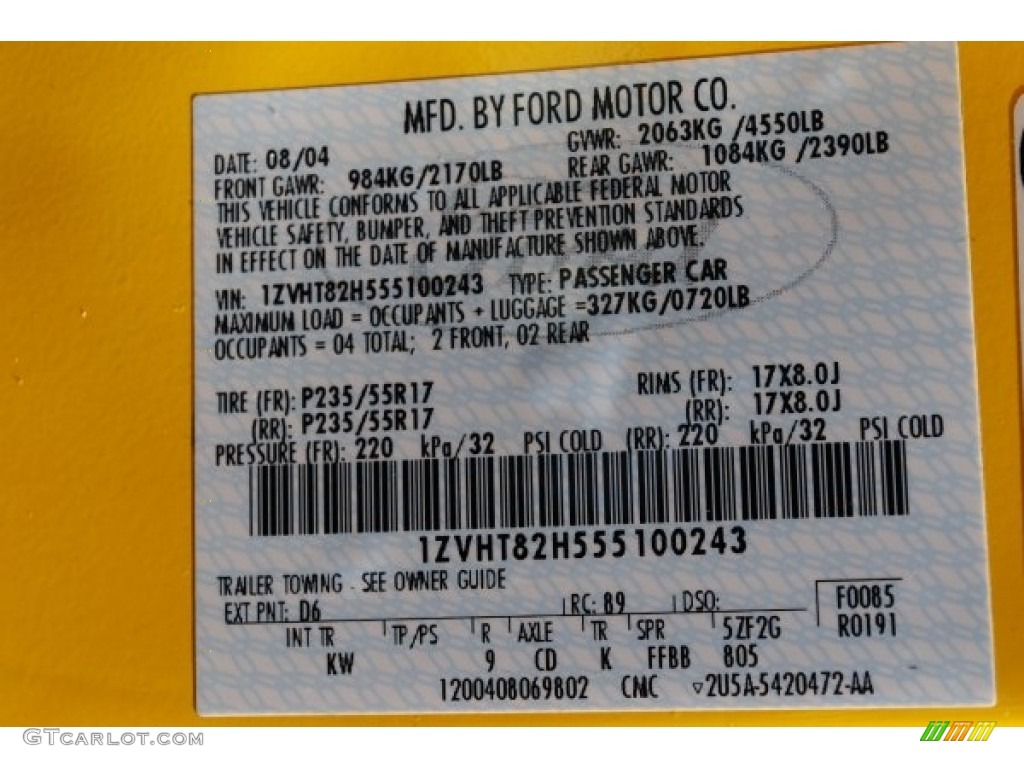 MFD. BY FORD MOTOR CO.
DATE: 08/04 GVWR: 2063KG /4550LB
FRONT GAWR: 984KG/2170LB REAR GAWR: 1084KG /2390LB
THIS VEHICLE CONFORMS TO ALL APPLICABLE FEDERAL MOTOR
VEHICLE SAFETY, BUMPER, AND THEFT PREVENTION STANDARDS
IN EFFECT ON THE DATE OF MANUFACTURE SHOWN ABOVE.
VIN: 1ZVHT82H555100243 TYPE: PASSENGER CAR
MAXIMUM LOAD = OCCUPANTS + LUGGAGE =327KG/0720LB
OCCUPANTS = 04 TOTAL; 2 FRONT, 02 REAR
TIRE (FR): P235/55R17 RIMS (FR): 17X8.0J
(RR): P235/55R17 (RR): 17X8.0J
PRESSURE (FR): 220 kPa/32 PSI COLD (RR): 220 kPa/32 PSI COLD
1ZVHT82H555100243
TRAILER TOWING - SEE OWNER GUIDE
EXT PNT: D6 RC: 89 DSO: F0085
INT TR TP/PS R AXLE TR SPR 5ZF2G R0191
KW 9 CD K FFBB 805
1200408069802 CMC ▽2U5A-5420472-AA
GTCARLOT.COM